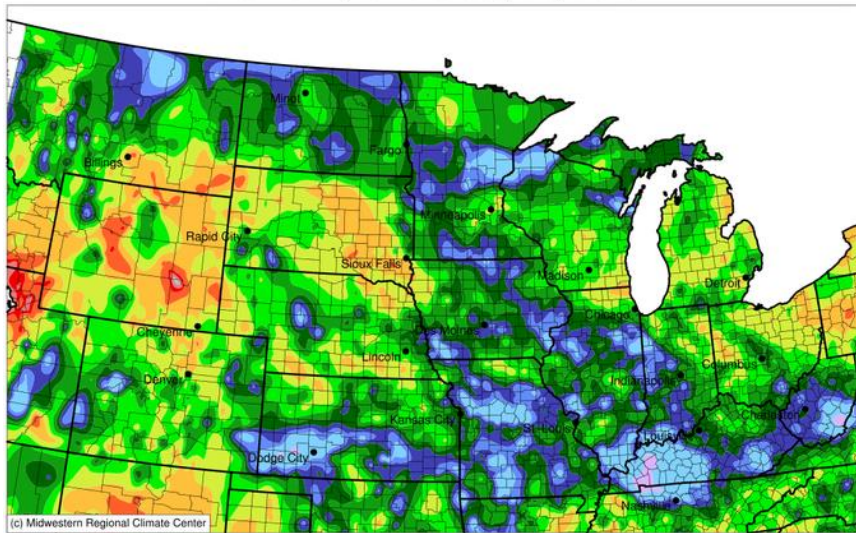 Minot
Fargo
Billings
Minneapolis
Rapid City
Sioux Falls
Madison
Detroit
Chicago
Cheyenne
Des Moines
Lincoln
Columbus
Denver
Indianapolis
Kansas City
Charleston
St. Louis
Louisville
Dodge City
Nashville
(c) Midwestern Regional Climate Center